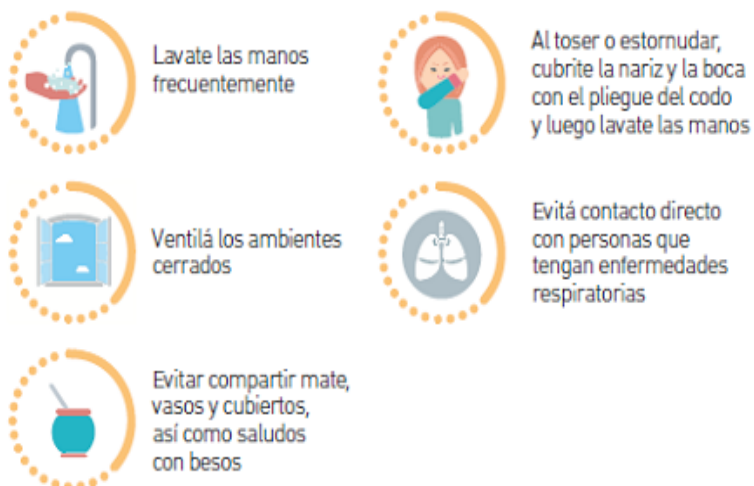 Lavate las manos
frecuentemente
Al toser o estornudar,
cubrite la nariz y la boca
con el pliegue del codo
y luego lavate las manos
Ventilá los ambientes
cerrados
Evitá contacto directo
con personas que
tengan enfermedades
respiratorias
Evitar compartir mate,
vasos y cubiertos,
así como saludos
con besos